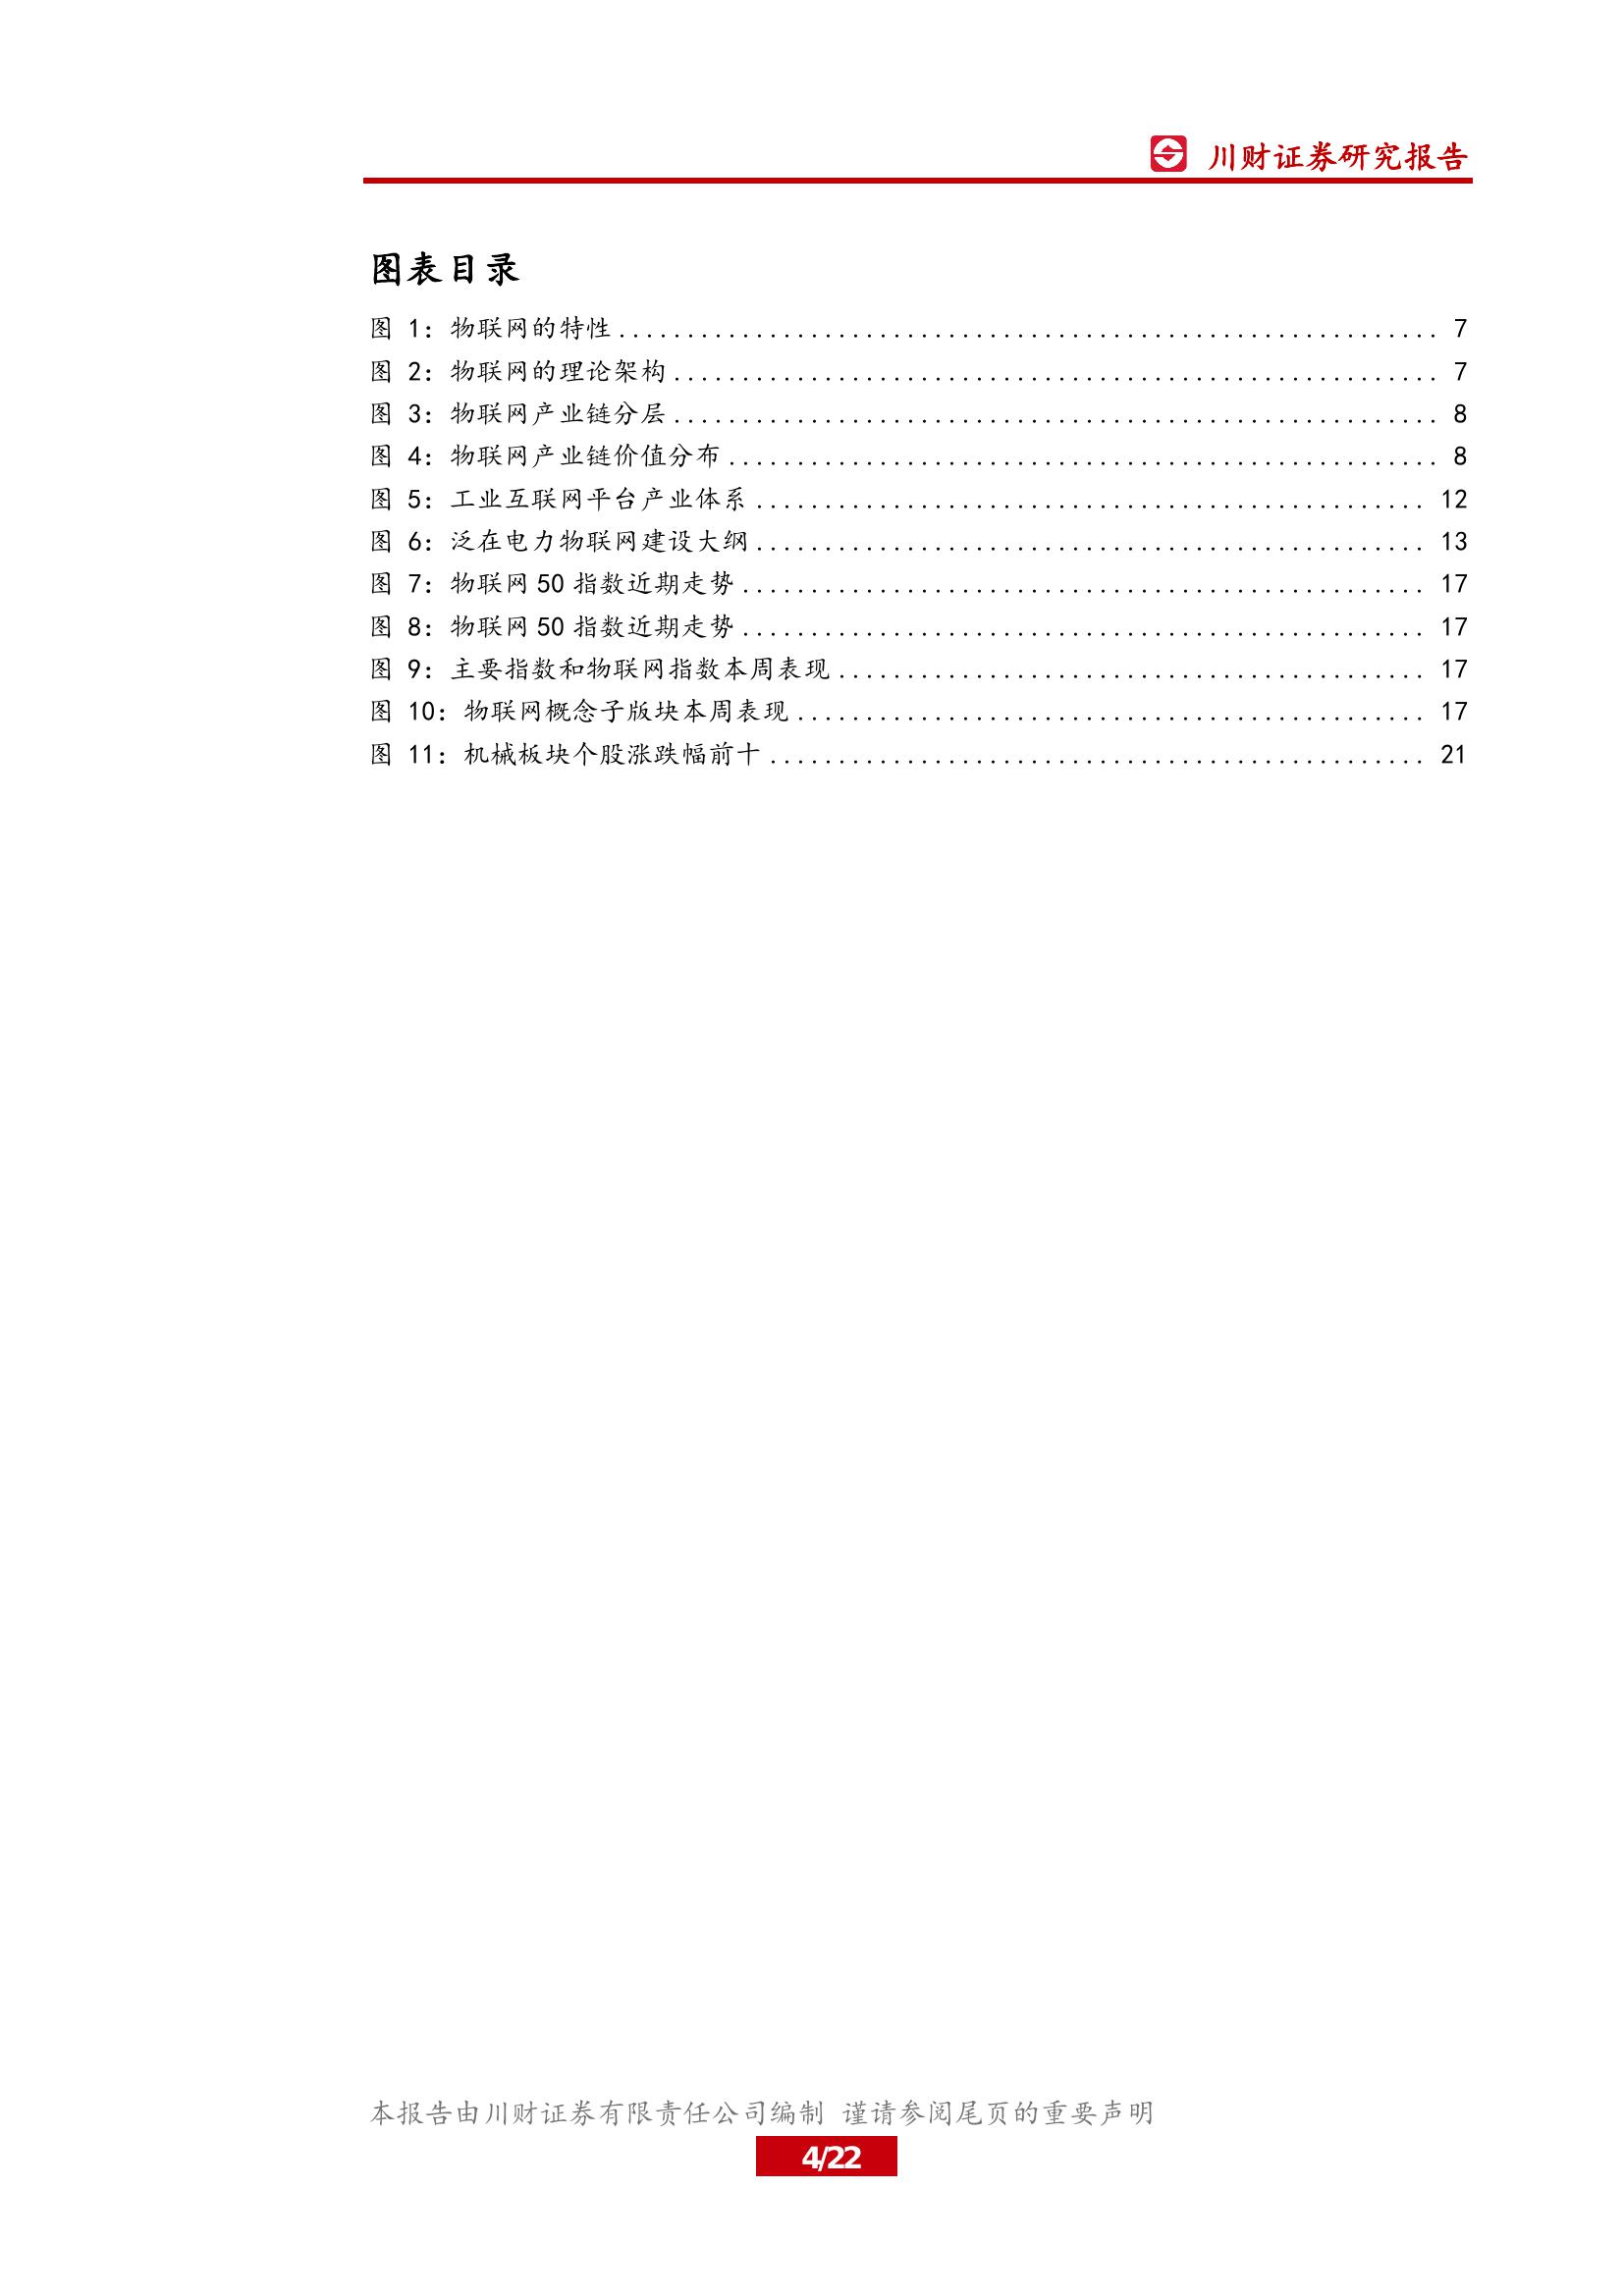 川财证券研究报告
图表目录
图 1：物联网的特性............................................................ 7
图 2：物联网的理论架构........................................................ 7
图 3：物联网产业链分层........................................................ 8
图 4：物联网产业链价值分布.................................................... 8
图 5：工业互联网平台产业体系................................................. 12
图 6：泛在电力物联网建设大纲................................................. 13
图 7：物联网 50 指数近期走势.................................................. 17
图 8：物联网 50 指数近期走势.................................................. 17
图 9：主要指数和物联网指数本周表现........................................... 17
图 10：物联网概念子版块本周表现.............................................. 17
图 11：机械板块个股涨跌幅前十................................................ 21
本报告由川财证券有限责任公司编制 谨请参阅尾页的重要声明
4/22